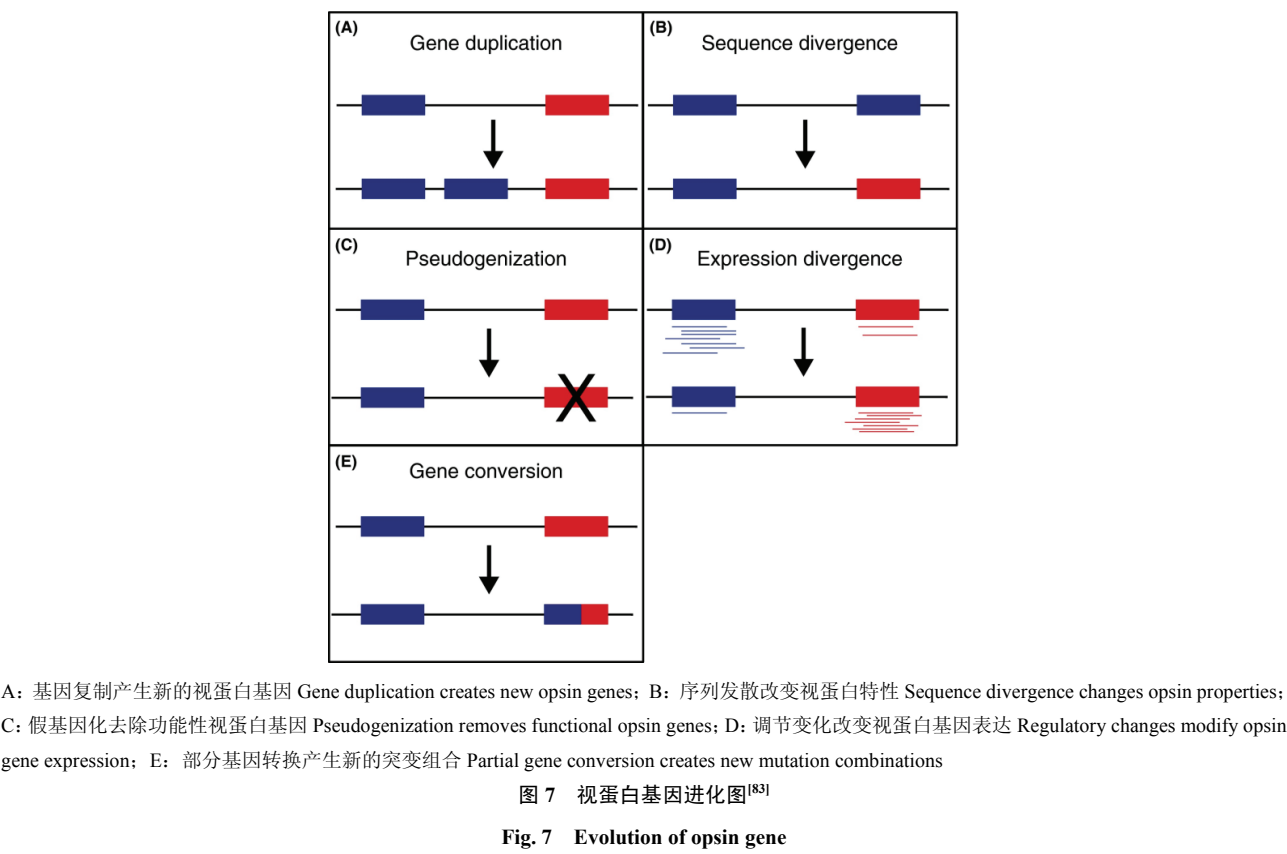 (A)
Gene duplication
(B)
Sequence divergence
(C)
Pseudogenization
(D)
Expression divergence
X
(E)
Gene conversion
A：基因复制产生新的视蛋白基因 Gene duplication creates new opsin genes；B：序列发散改变视蛋白特性 Sequence divergence changes opsin properties；
C：假基因化去除功能性视蛋白基因 Pseudogenization removes functional opsin genes；D：调节变化改变视蛋白基因表达 Regulatory changes modify opsin
gene expression；E：部分基因转换产生新的突变组合 Partial gene conversion creates new mutation combinations
图 7 视蛋白基因进化图[83]
Fig. 7 Evolution of opsin gene